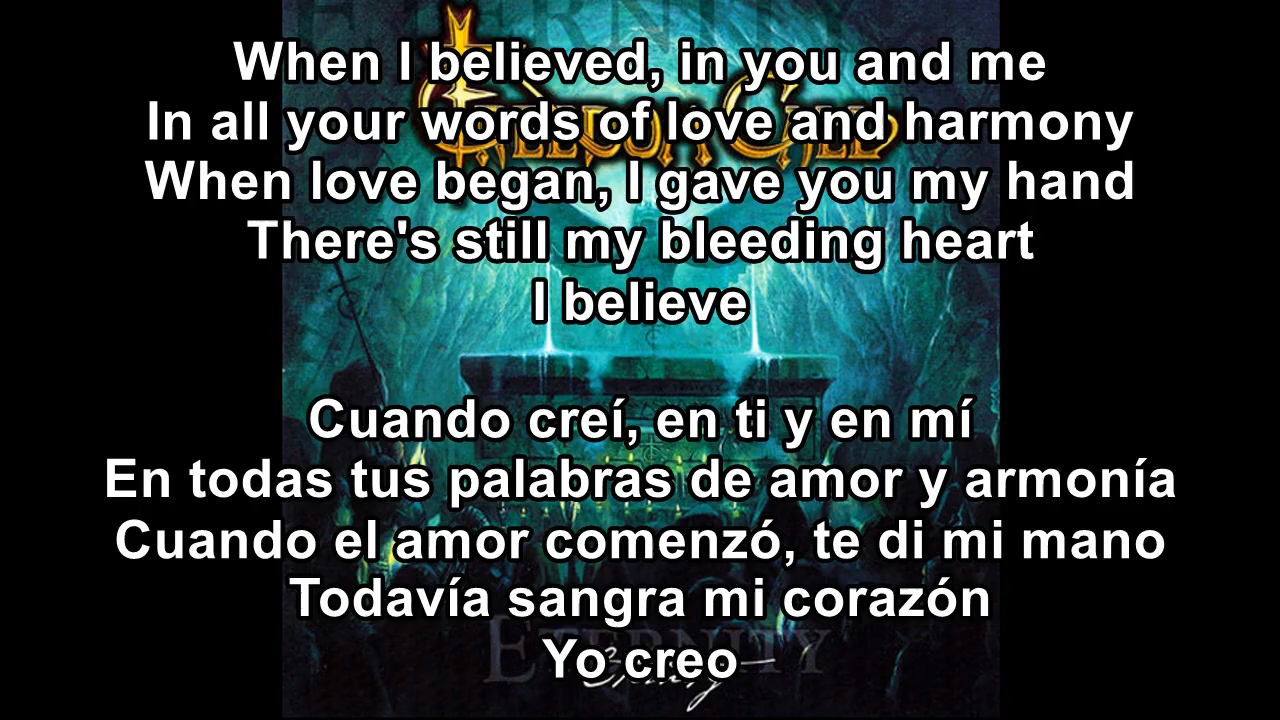 ETERNITY
When I believed, in you and me
In all your words of love and harmony
When love began, I gave you my hand
There's still my bleeding heart
I believe
Cuando creí, en ti y en mí
En todas tus palabras de amor y armonía
Cuando el amor comenzó, te di mi mano
Todavía sangra mi corazón
ETERNITY
Yo creo